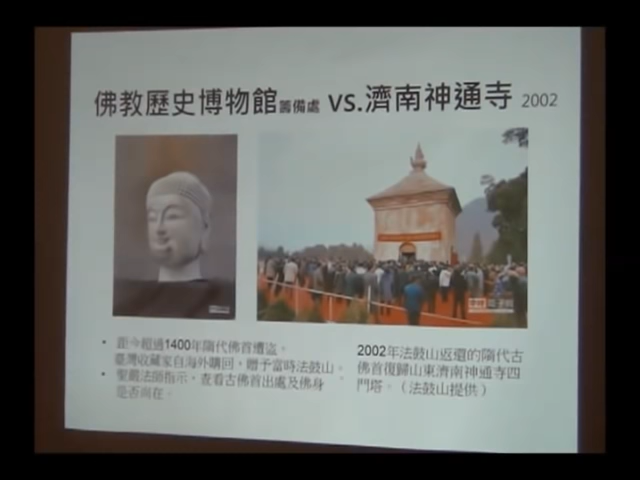 佛教歷史博物館籌備處 VS.濟南神通寺 2002
• 距今超過1400年隋代佛首遭盜。
臺灣收藏家自海外購回，贈予當時法鼓山。
• 聖嚴法師指示，查看古佛首出處及佛身
是否尚在。
2002年法鼓山返還的隋代古
佛首復歸山東濟南神通寺四
門塔。（法鼓山提供）